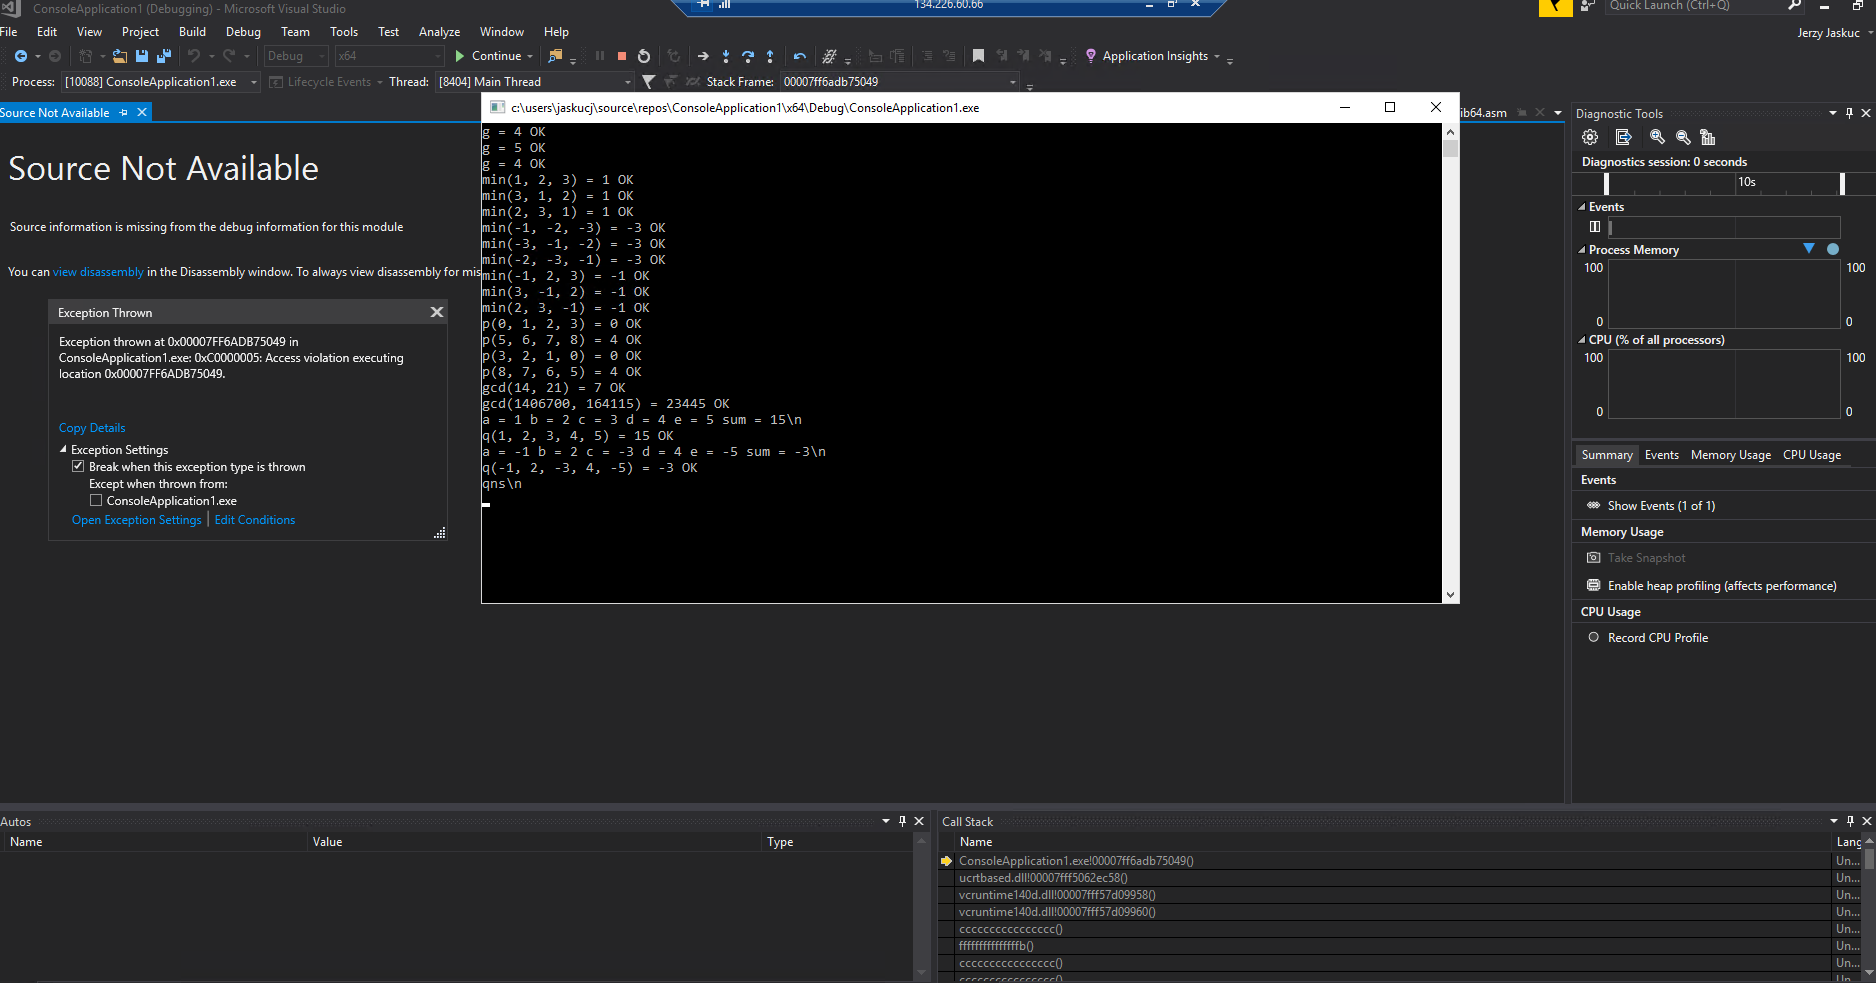 ConsoleApplication1 (Debugging) - Microsoft Visual Studio
134.226.60.66
Quick Launch (Ctrl+Q)
File Edit View Project Build Debug Team Tools Test Analyze Window Help
Jerzy Jaskuc
Debug x64 Continue Application Insights
Process: [10088] ConsoleApplication1.exe Lifecycle Events Thread: [8404] Main Thread Stack Frame: 00007ff6adb75049
Source Not Available
ib64.asm
Source Not Available
Source information is missing from the debug information for this module
You can view disassembly in the Disassembly window. To always view disassembly for mis
Exception Thrown
Exception thrown at 0x00007FF6ADB75049 in
ConsoleApplication1.exe: 0xC0000005: Access violation executing
location 0x00007FF6ADB75049.
Copy Details
Exception Settings
Break when this exception type is thrown
Except when thrown from:
ConsoleApplication1.exe
Open Exception Settings | Edit Conditions
c:\users\jaskucj\source\repos\ConsoleApplication1\x64\Debug\ConsoleApplication1.exe
g = 4 OK
g = 5 OK
g = 4 OK
min(1, 2, 3) = 1 OK
min(3, 1, 2) = 1 OK
min(2, 3, 1) = 1 OK
min(-1, -2, -3) = -3 OK
min(-3, -1, -2) = -3 OK
min(-2, -3, -1) = -3 OK
min(-1, 2, 3) = -1 OK
min(3, -1, 2) = -1 OK
min(2, 3, -1) = -1 OK
p(0, 1, 2, 3) = 0 OK
p(5, 6, 7, 8) = 4 OK
p(3, 2, 1, 0) = 0 OK
p(8, 7, 6, 5) = 4 OK
gcd(14, 21) = 7 OK
gcd(1406700, 164115) = 23445 OK
a = 1 b = 2 c = 3 d = 4 e = 5 sum = 15\n
q(1, 2, 3, 4, 5) = 15 OK
a = -1 b = 2 c = -3 d = 4 e = -5 sum = -3\n
q(-1, 2, -3, 4, -5) = -3 OK
qns\n
Diagnostic Tools
Diagnostics session: 0 seconds
10s
Events
Process Memory
100 100
0 0
CPU (% of all processors)
100 100
0 0
Summary Events Memory Usage CPU Usage
Events
Show Events (1 of 1)
Memory Usage
Take Snapshot
Enable heap profiling (affects performance)
CPU Usage
Record CPU Profile
Autos
Name Value Type
Call Stack
Name Lang
ConsoleApplication1.exe!00007ff6adb75049() Un...
ucrtbased.dll!00007fff5062ec58() Un...
vcruntime140d.dll!00007fff57d09958() Un...
vcruntime140d.dll!00007fff57d09960() Un...
cccccccccccccccc() Un...
fffffffffffffffb() Un...
cccccccccccccccc() Un...
cccccccccccccccc() Un...